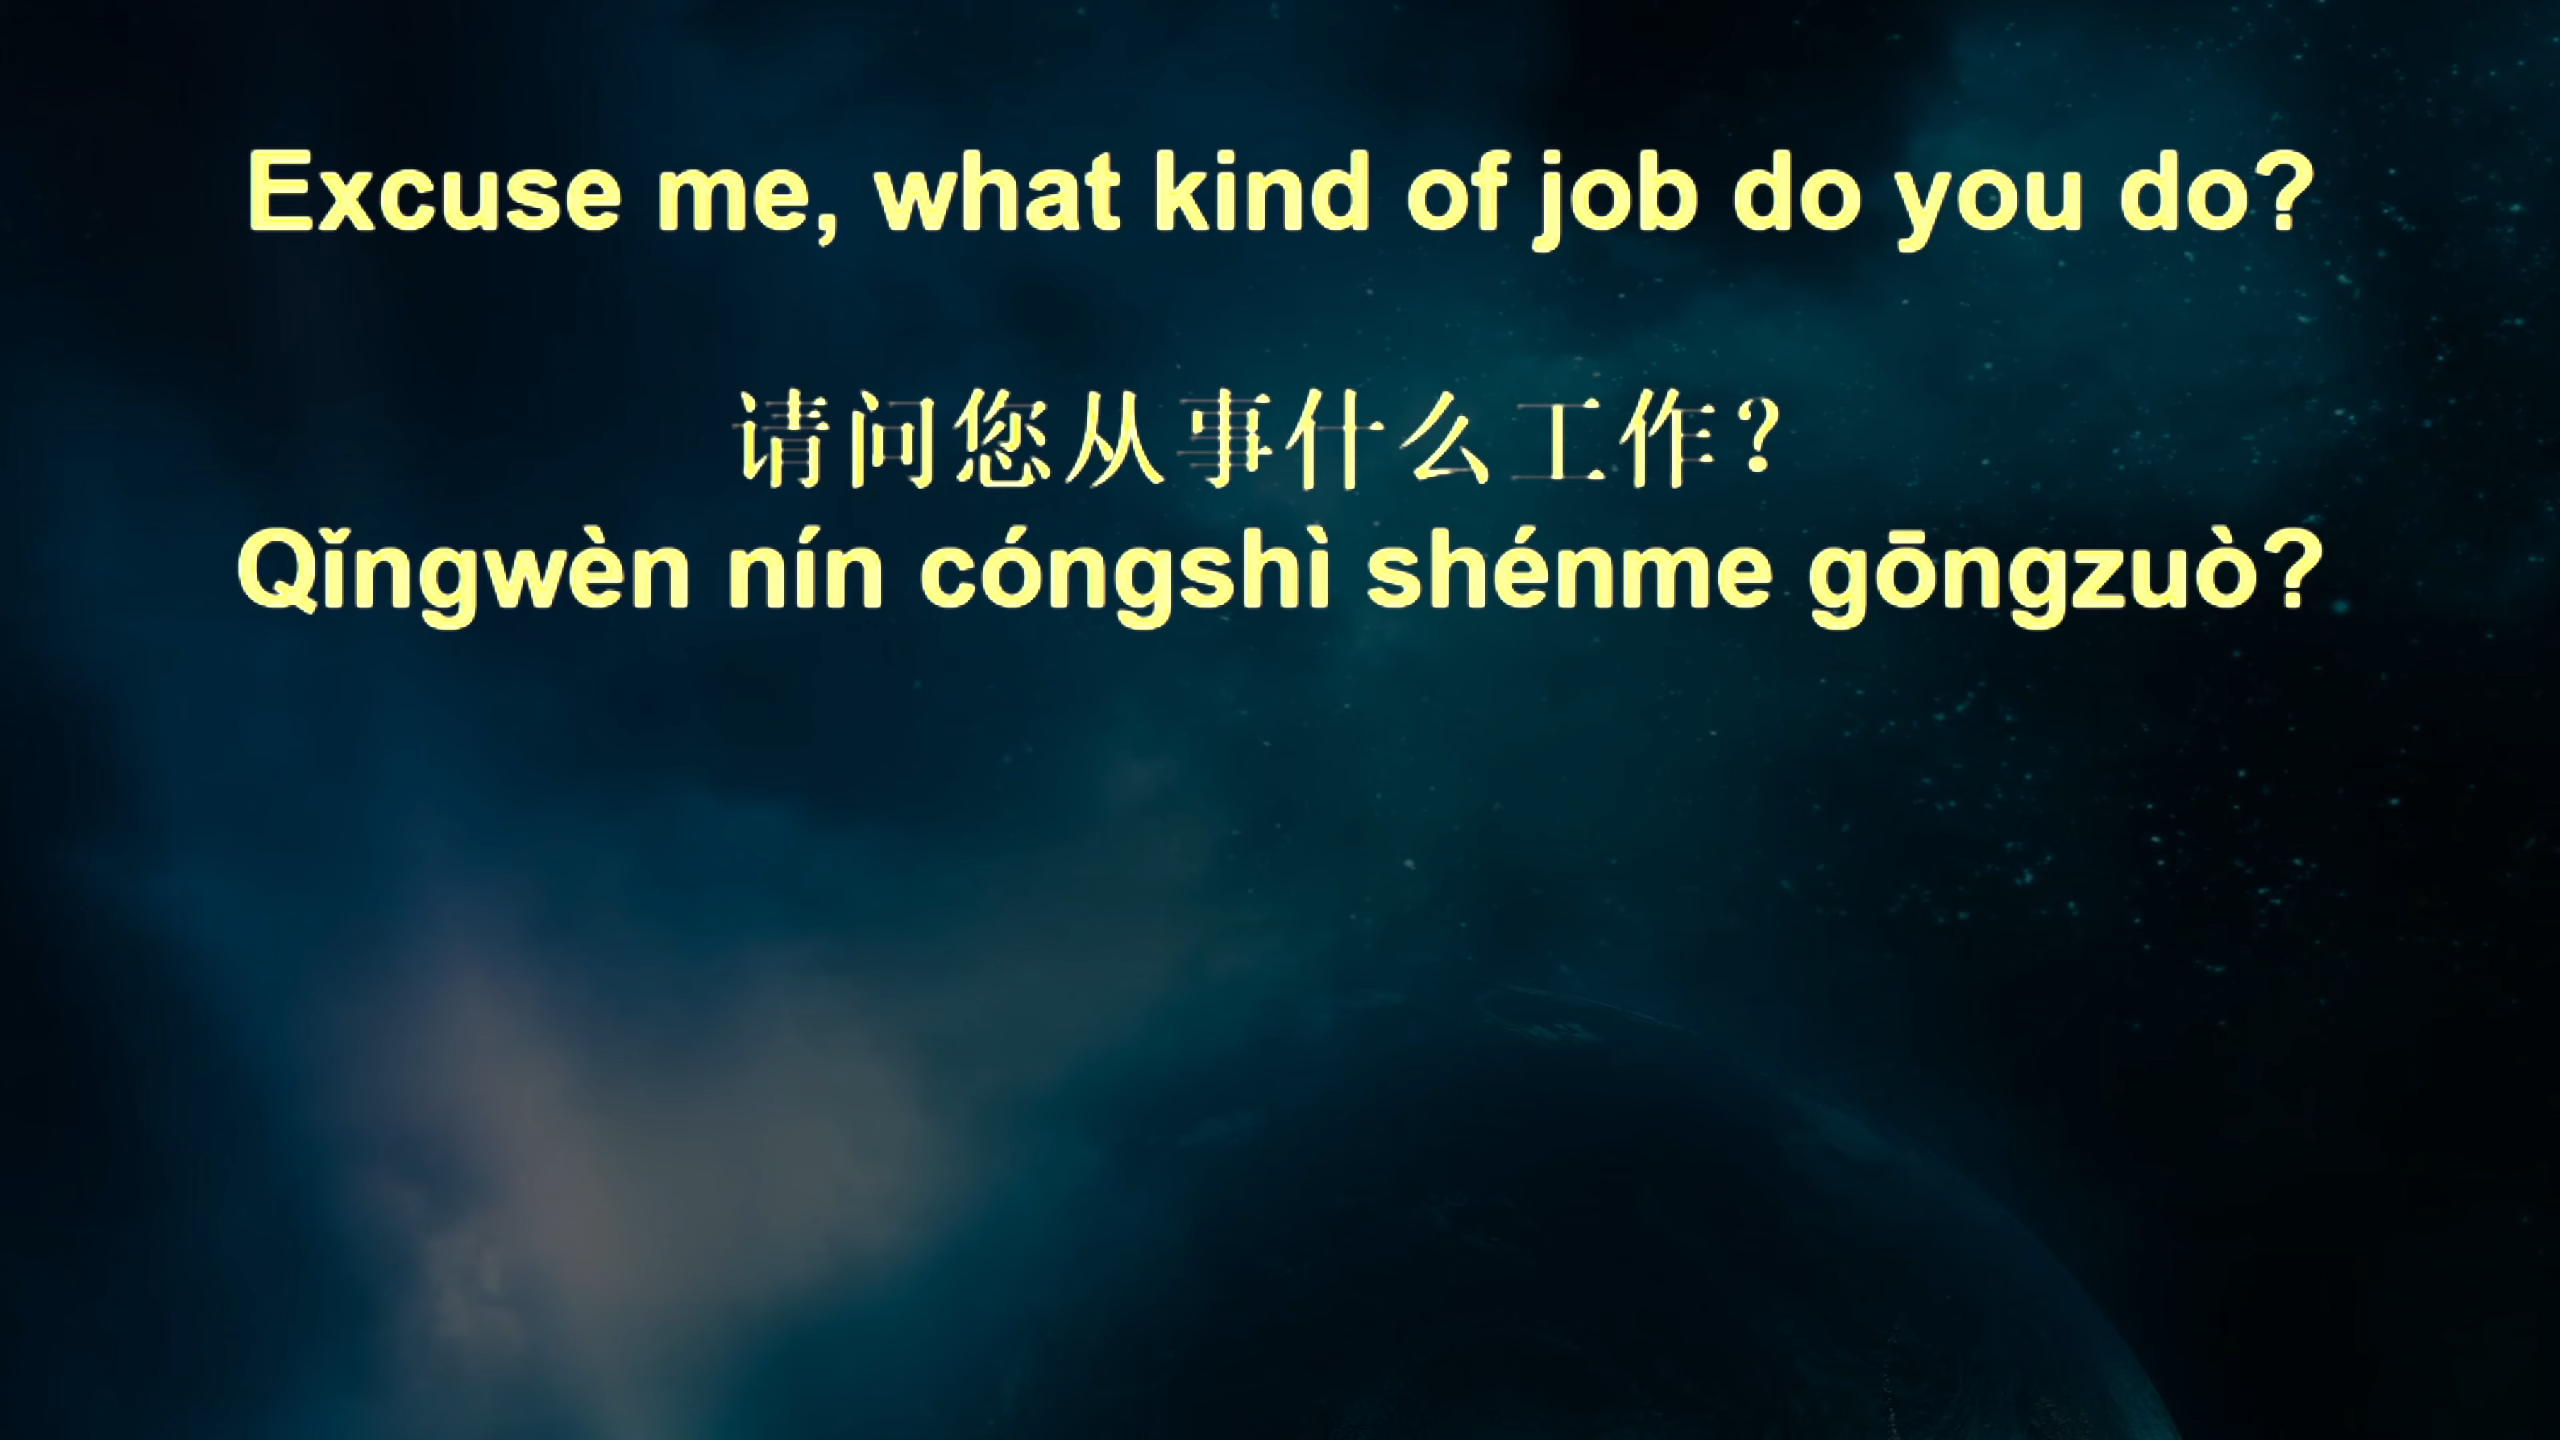 Excuse me, what kind of job do you do?
请问您从事什么工作？
Qǐngwèn nín cóngshì shénme gōngzuò?